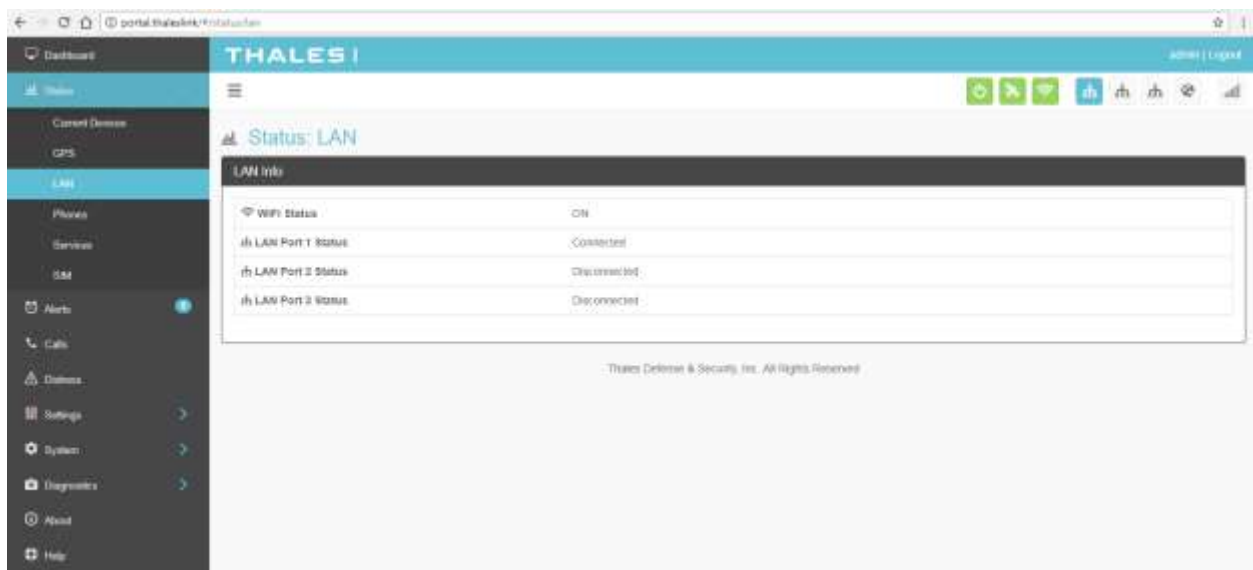 portal.thaleslink/#/status/lan
Dashboard
THALES
admin | Logout
Status
Current Devices
Status: LAN
GPS
LAN Info
LAN
WiFi Status ON
Phones
LAN Port 1 Status Connected
Services
LAN Port 2 Status Disconnected
SIM
LAN Port 3 Status Disconnected
Alerts
Calls
Thales Defense & Security, Inc. All Rights Reserved
Distress
Settings
System
Diagnostics
About
Help